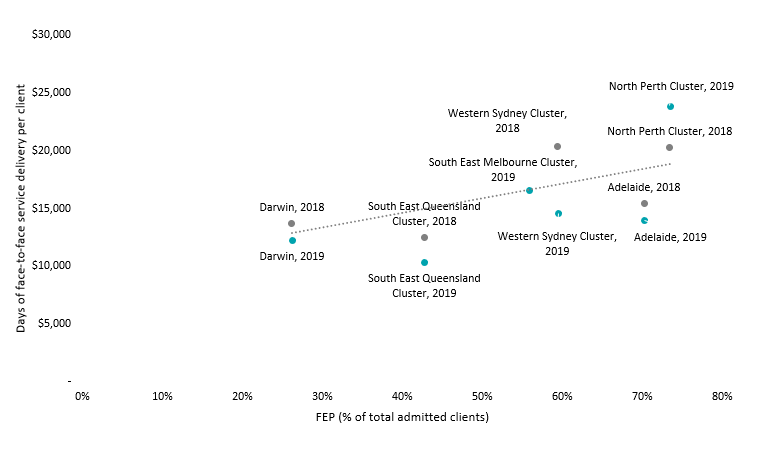 $30,000
$25,000
$20,000
$15,000
$10,000
$5,000
-
Days of face-to-face service delivery per client
North Perth Cluster, 2019
Western Sydney Cluster,
2018
North Perth Cluster, 2018
South East Melbourne Cluster,
2019
Adelaide, 2018
Darwin, 2018
South East Queensland
Cluster, 2018
Western Sydney Cluster,
2019
Adelaide, 2019
Darwin, 2019
South East Queensland
Cluster, 2019
0%
10%
20%
30%
40%
50%
60%
70%
80%
FEP (% of total admitted clients)